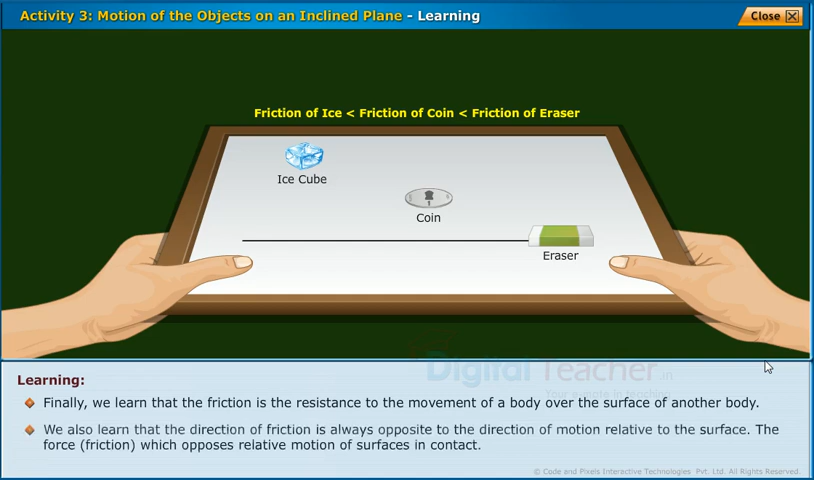 Activity 3: Motion of the Objects on an Inclined Plane - Learning
Close
Friction of Ice < Friction of Coin < Friction of Eraser
Ice Cube
Coin
Eraser
Digital Teacher.in
Learning:
Finally, we learn that the friction is the resistance to the movement of a body over the surface of another body.
We also learn that the direction of friction is always opposite to the direction of motion relative to the surface. The
force (friction) which opposes relative motion of surfaces in contact.
© Code and Pixels Interactive Technologies Pvt. Ltd. All Rights Reserved.